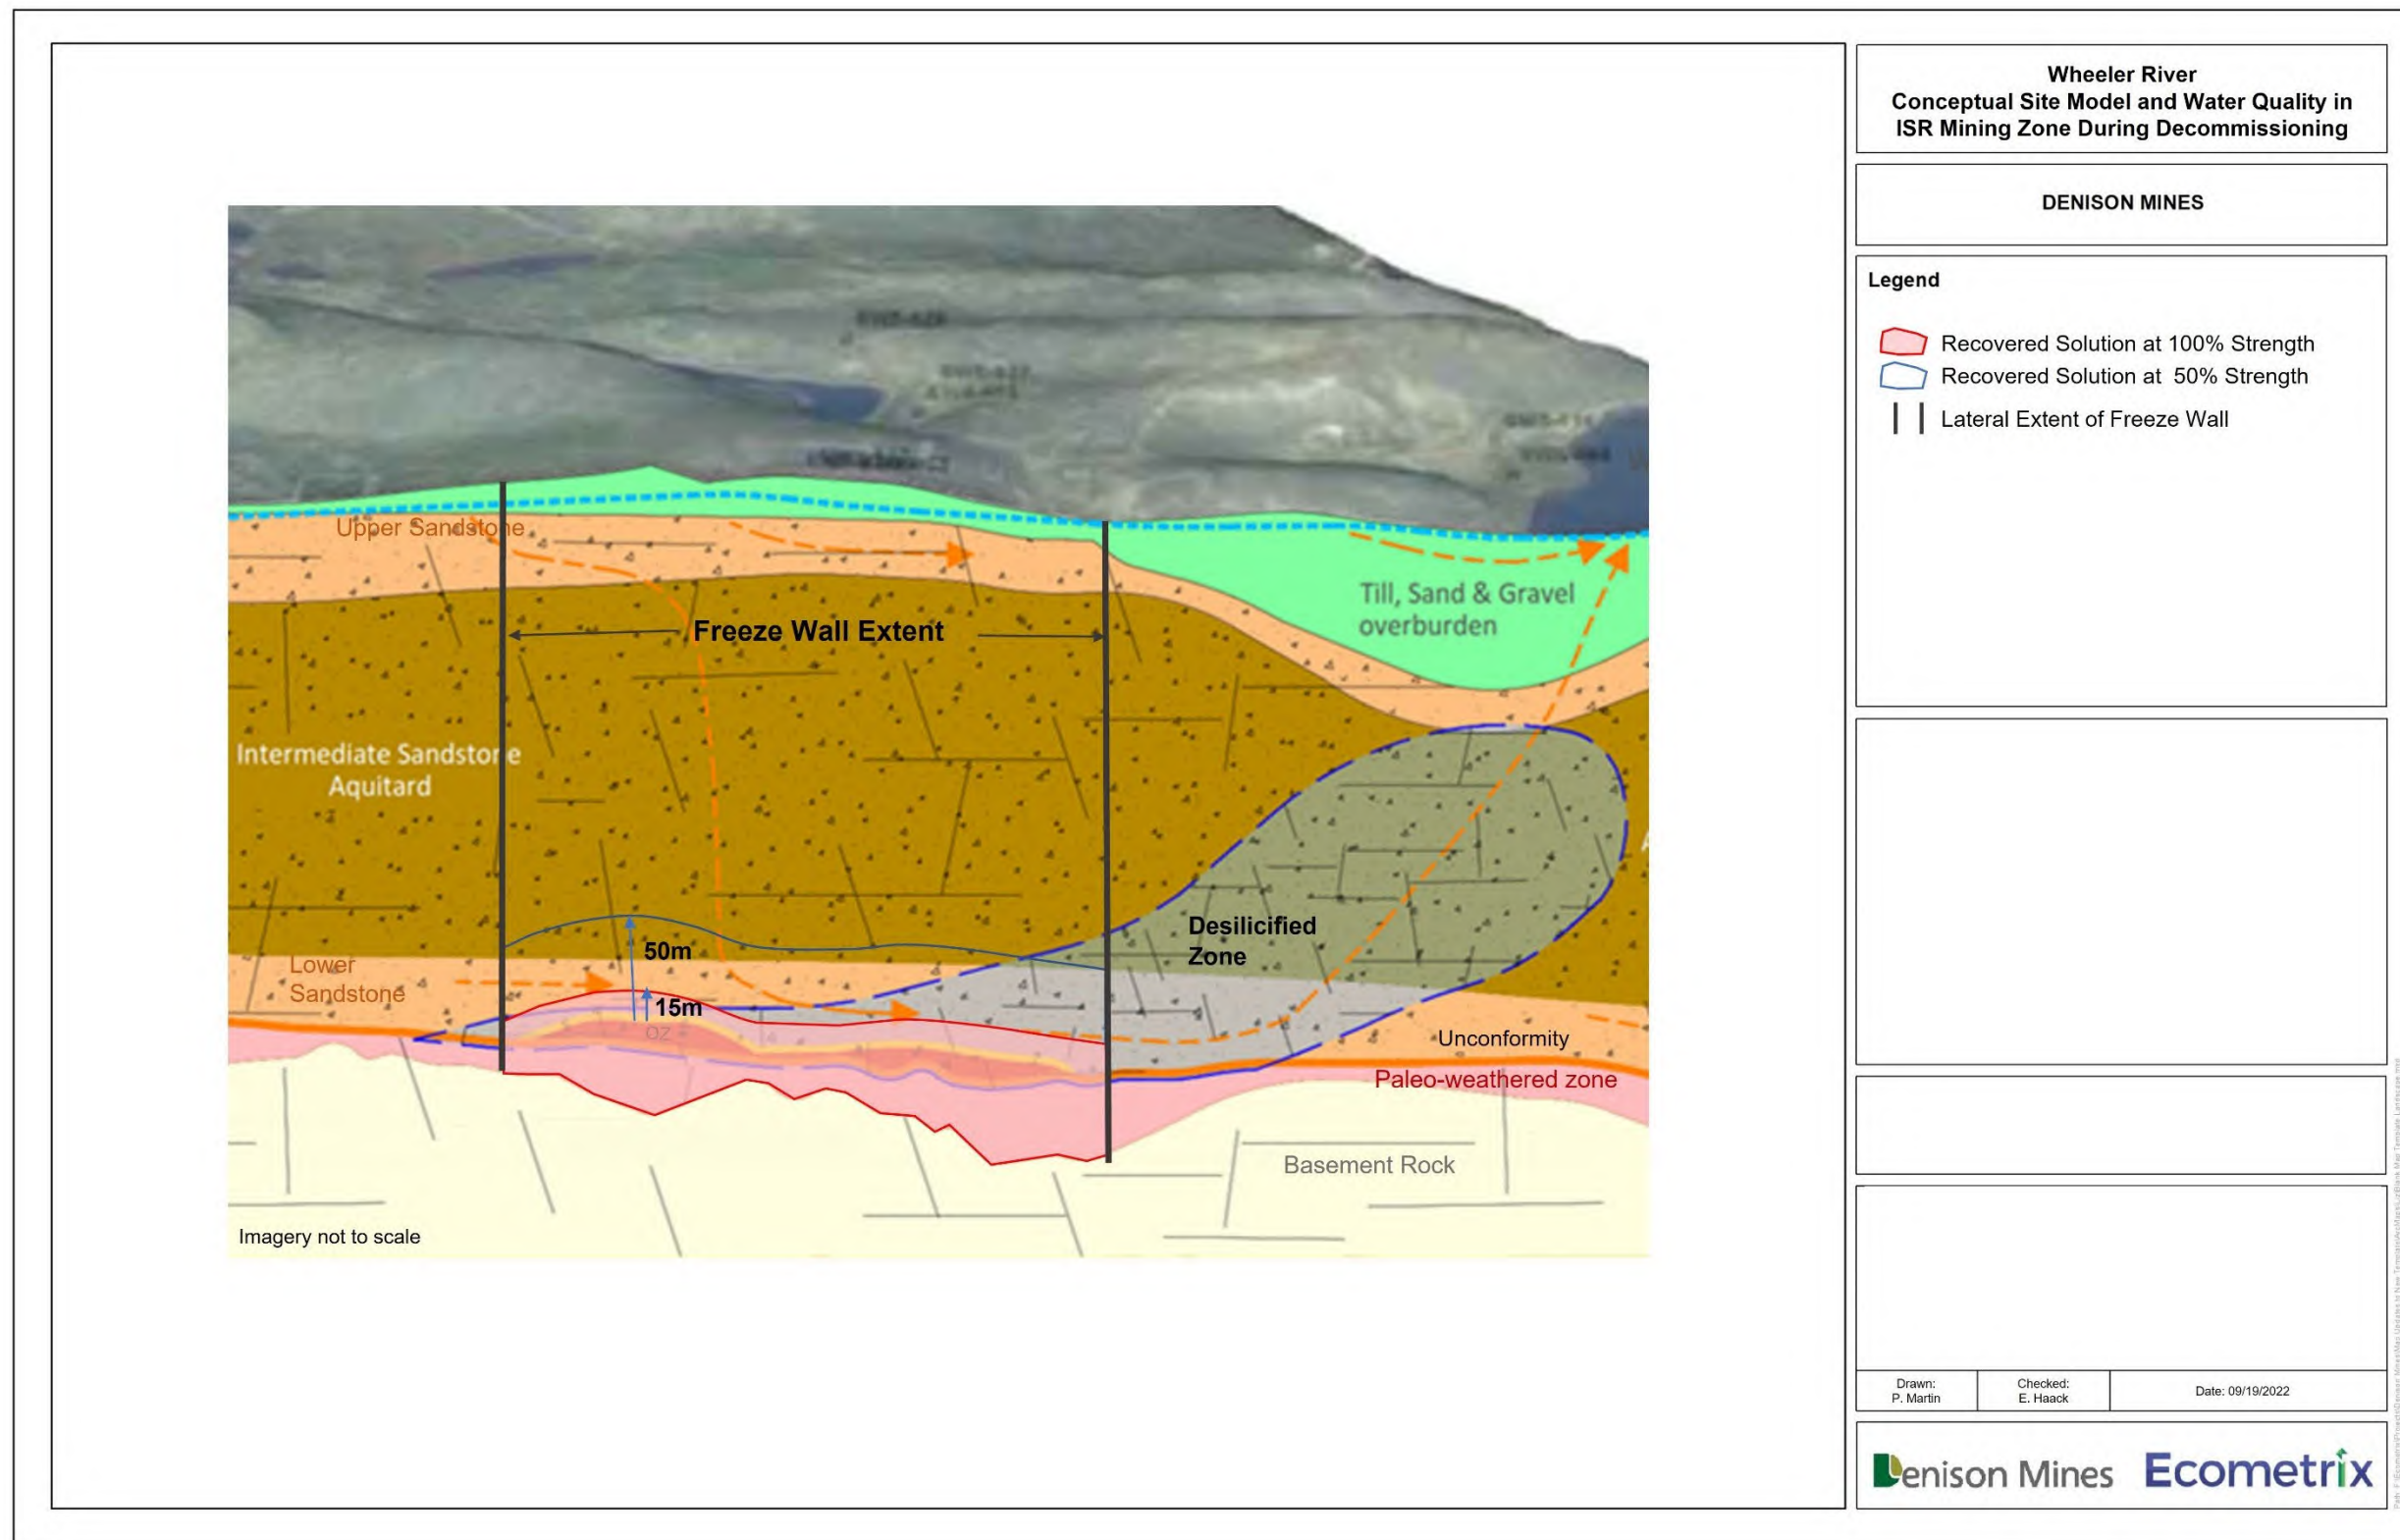 Wheeler River
Conceptual Site Model and Water Quality in
ISR Mining Zone During Decommissioning
DENISON MINES
Legend
Recovered Solution at 100% Strength
Recovered Solution at 50% Strength
Lateral Extent of Freeze Wall
Upper Sandstone
Till, Sand & Gravel
overburden
Freeze Wall Extent
Intermediate Sandstone
Aquitard
Desilicified
Zone
50m
Lower
Sandstone
15m
OZ
Unconformity
Paleo-weathered zone
Basement Rock
Imagery not to scale
Drawn:
P. Martin
Checked:
E. Haack
Date: 09/19/2022
Denison Mines
Ecometrix